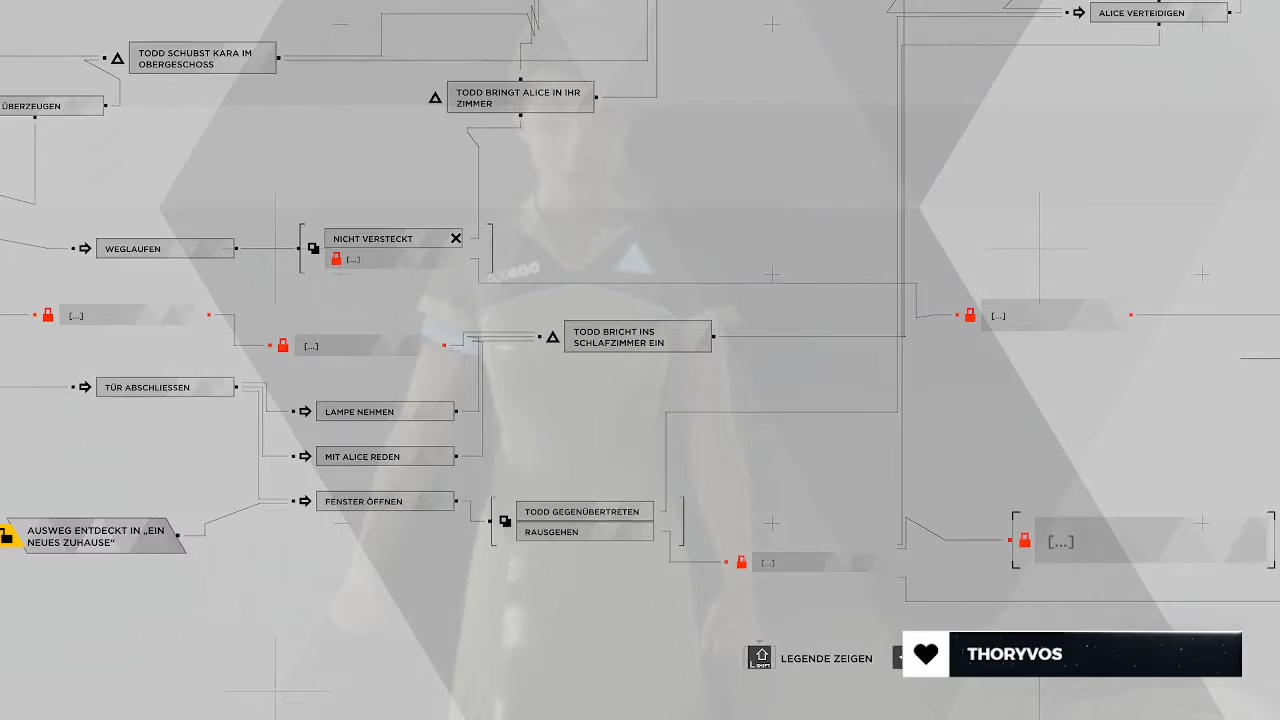 ALICE VERTEIDIGEN
TODD SCHUBST KARA IM
OBERGESCHOSS
TODD BRINGT ALICE IN IHR
ZIMMER
ÜBERZEUGEN
WEGLAUFEN
NICHT VERSTECKT
[...]
[...]
[...]
[...]
TODD BRICHT INS
SCHLAFZIMMER EIN
TÜR ABSCHLIESSEN
LAMPE NEHMEN
MIT ALICE REDEN
FENSTER ÖFFNEN
TODD GEGENÜBERTRETEN
RAUSGEHEN
AUSWEG ENTDECKT IN „EIN
NEUES ZUHAUSE“
[...]
[...]
AX400
L SHIFT
LEGENDE ZEIGEN
THORYVOS